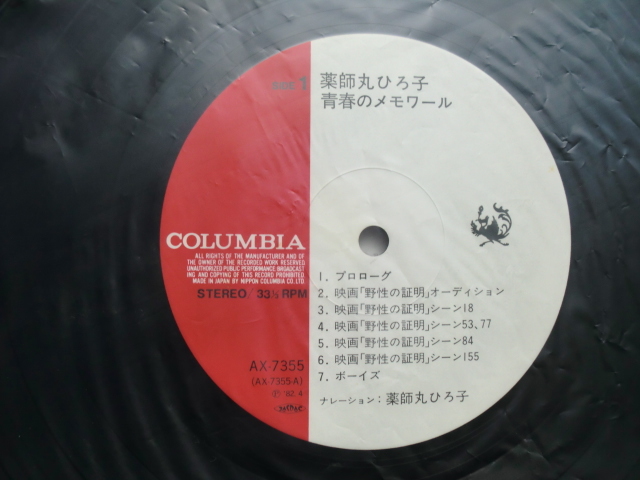 SIDE 1
薬師丸ひろ子
青春のメモワール
COLUMBIA
ALL RIGHTS OF THE MANUFACTURER AND OF
THE OWNER OF THE RECORDED WORK RESERVED.
UNAUTHORIZED PUBLIC PERFORMANCE BROADCAST
ING AND COPYING OF THIS RECORD PROHIBITED.
MADE IN JAPAN BY NIPPON COLUMBIA CO.LTD.
STEREO/33⅓RPM
AX-7355
(AX-7355-A)
Ⓟ'82.4
1. プロローグ
2. 映画「野性の証明」オーディション
3. 映画「野性の証明」シーン18
4. 映画「野性の証明」シーン53、77
5. 映画「野性の証明」シーン84
6. 映画「野性の証明」シーン155
7. ボーイズ
ナレーション：薬師丸ひろ子